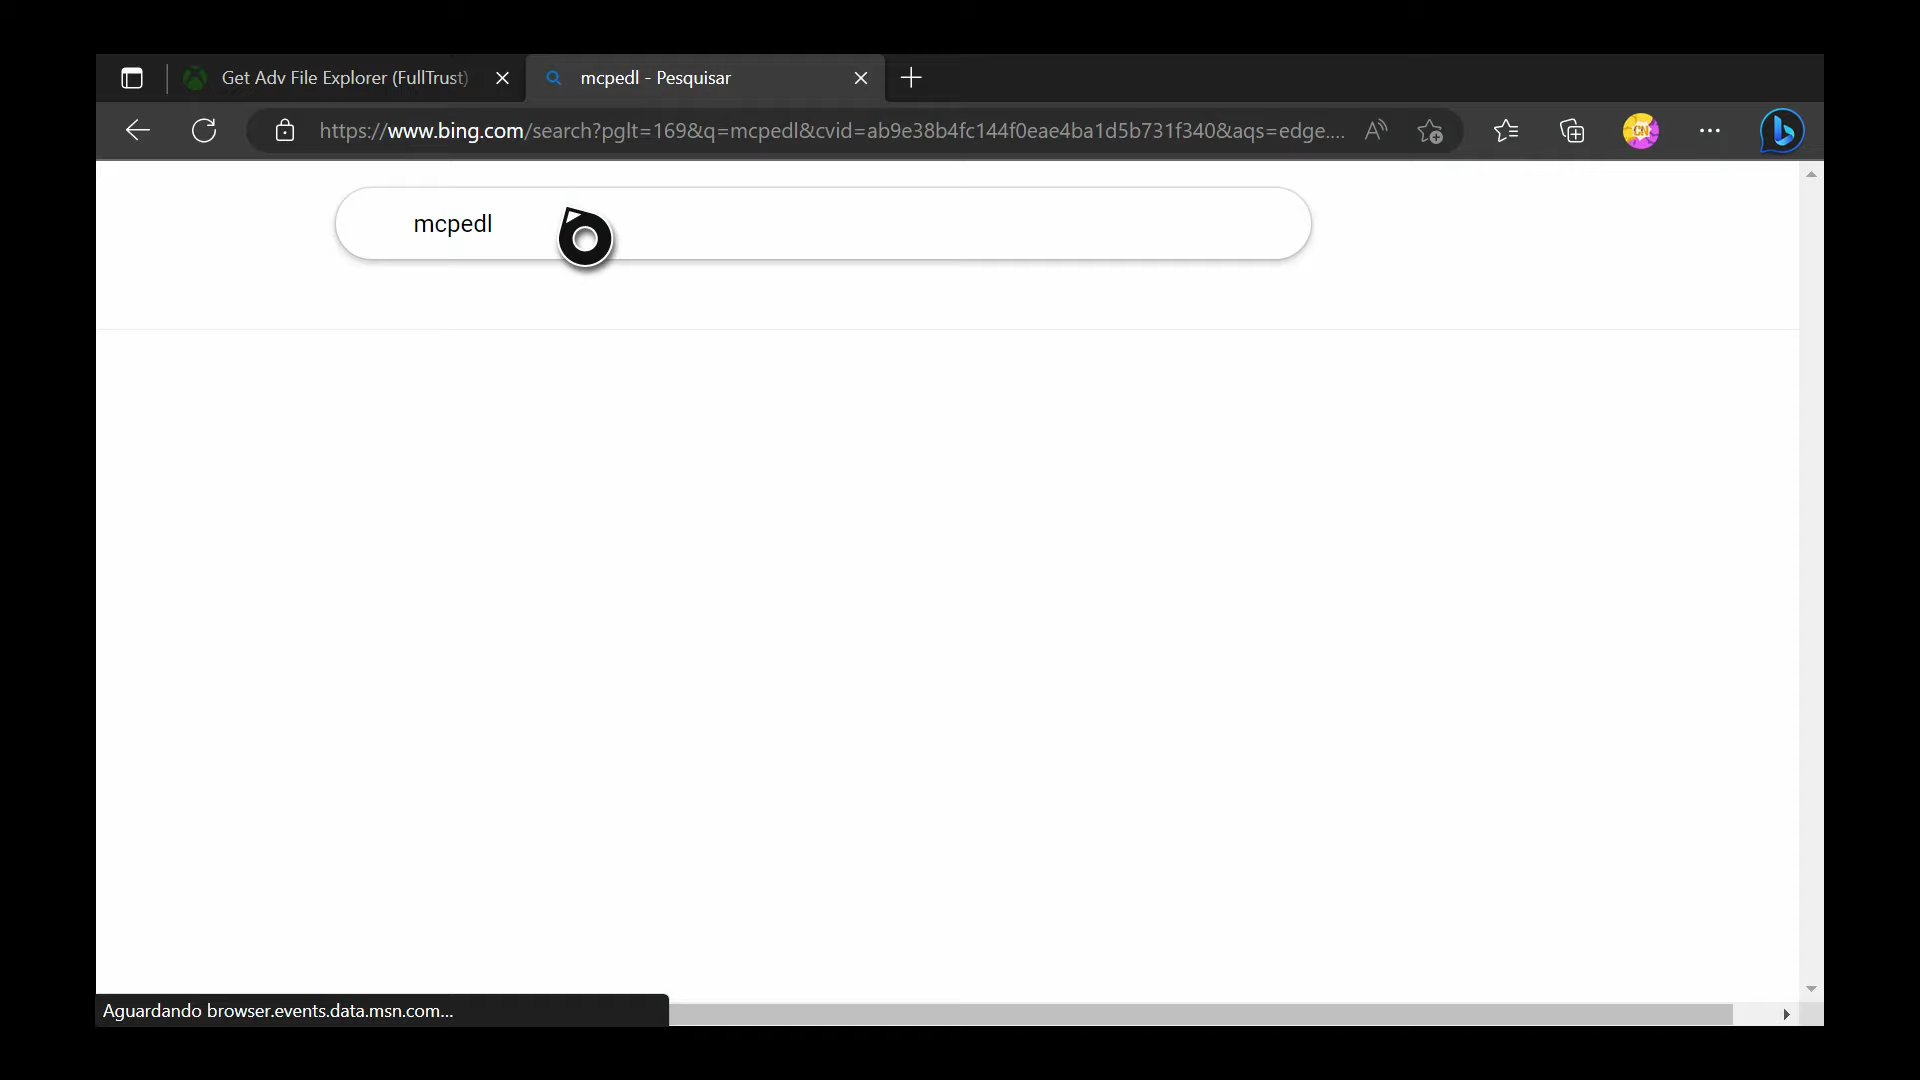 Get Adv File Explorer (FullTrust)
mcpedl - Pesquisar
https://www.bing.com/search?pglt=169&q=mcpedl&cvid=ab9e38b4fc144f0eae4ba1d5b731f340&aqs=edge....
CN
mcpedl
Aguardando browser.events.data.msn.com...